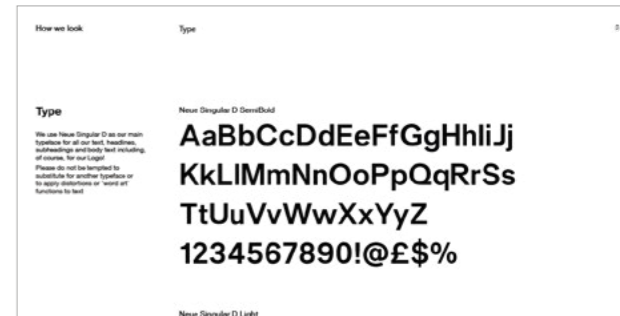 How we look
Type
Type
We use Neue Singular D as our main
typeface for all our text, headlines,
subheadings and body text including,
of course, for our Logo!
Please do not be tempted to
substitute for another typeface or
to apply distortions or 'word art'
functions to text
Neue Singular D SemiBold
AaBbCcDdEeFfGgHhIiJj
KkLlMmNnOoPpQqRrSs
TtUuVvWwXxYyZ
1234567890!@£$%
Neue Singular D Light